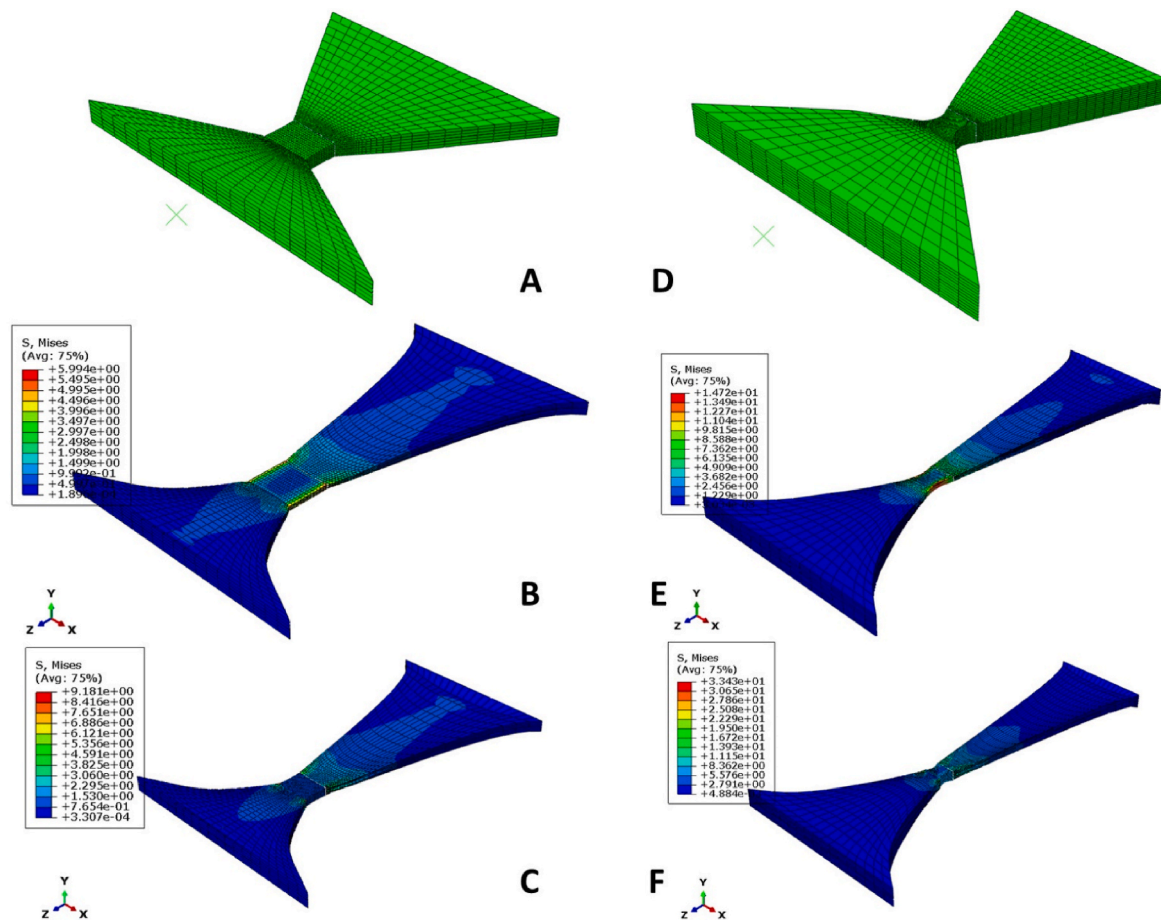 A
D
S, Mises
(Avg: 75%)
+5.994e+00
+5.495e+00
+4.995e+00
+4.496e+00
+3.996e+00
+3.497e+00
+2.997e+00
+2.498e+00
+1.998e+00
+1.499e+00
B
Y
Z
X
S, Mises
(Avg: 75%)
+1.472e+01
+1.349e+01
+1.227e+01
+1.104e+01
+9.815e+00
+8.588e+00
+7.362e+00
+6.135e+00
+4.909e+00
+3.682e+00
+2.456e+00
+1.229e+00
E
Y
Z
X
S, Mises
(Avg: 75%)
+9.181e+00
+8.416e+00
+7.651e+00
+6.886e+00
+6.121e+00
+5.356e+00
+4.591e+00
+3.825e+00
+3.060e+00
+2.295e+00
+1.530e+00
+7.654e-01
+3.307e-04
C
Y
Z
X
S, Mises
(Avg: 75%)
+3.343e+01
+3.065e+01
+2.786e+01
+2.508e+01
+2.229e+01
+1.950e+01
+1.672e+01
+1.393e+01
+1.115e+01
+8.362e+00
+5.576e+00
+2.791e+00
+4.884e-
F
Y
Z
X